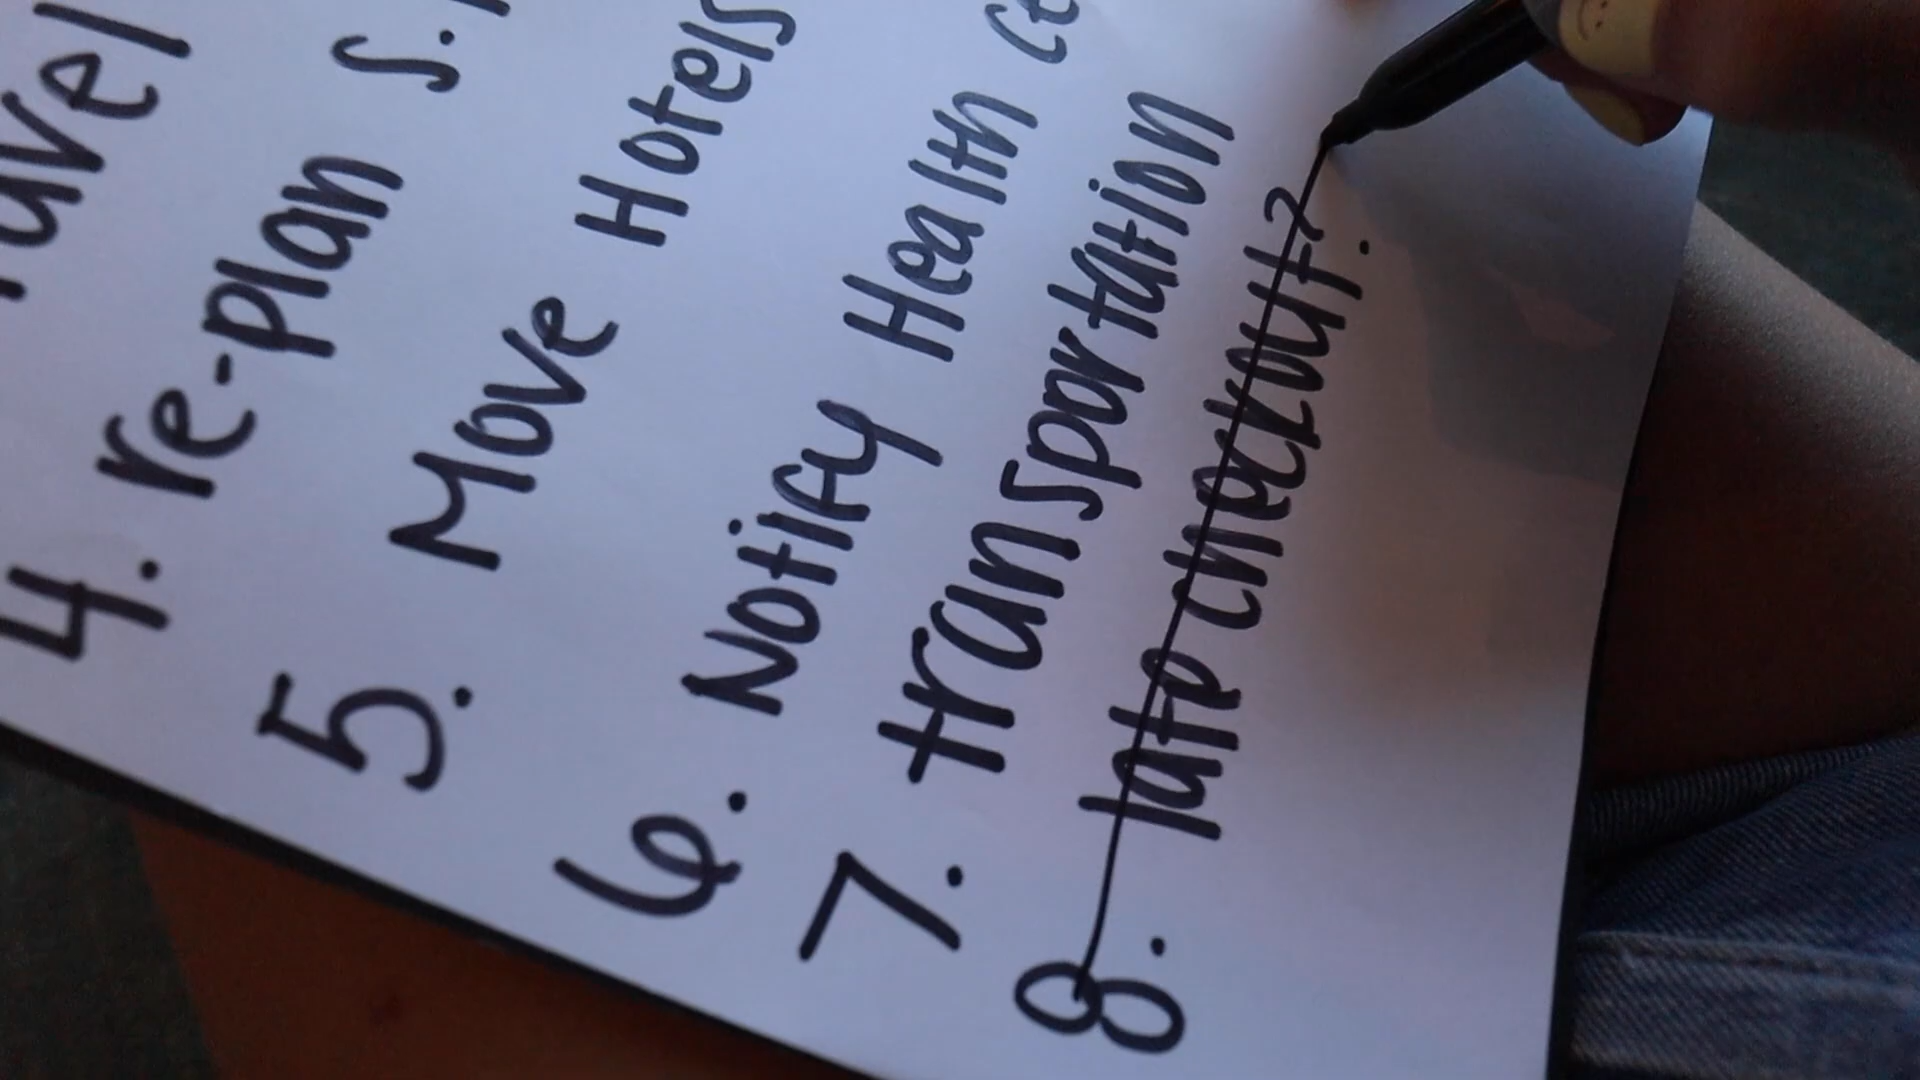 4. re-plan S.
5. Move Hotels
6. Notify Health
7. transportation
8. late checkout?